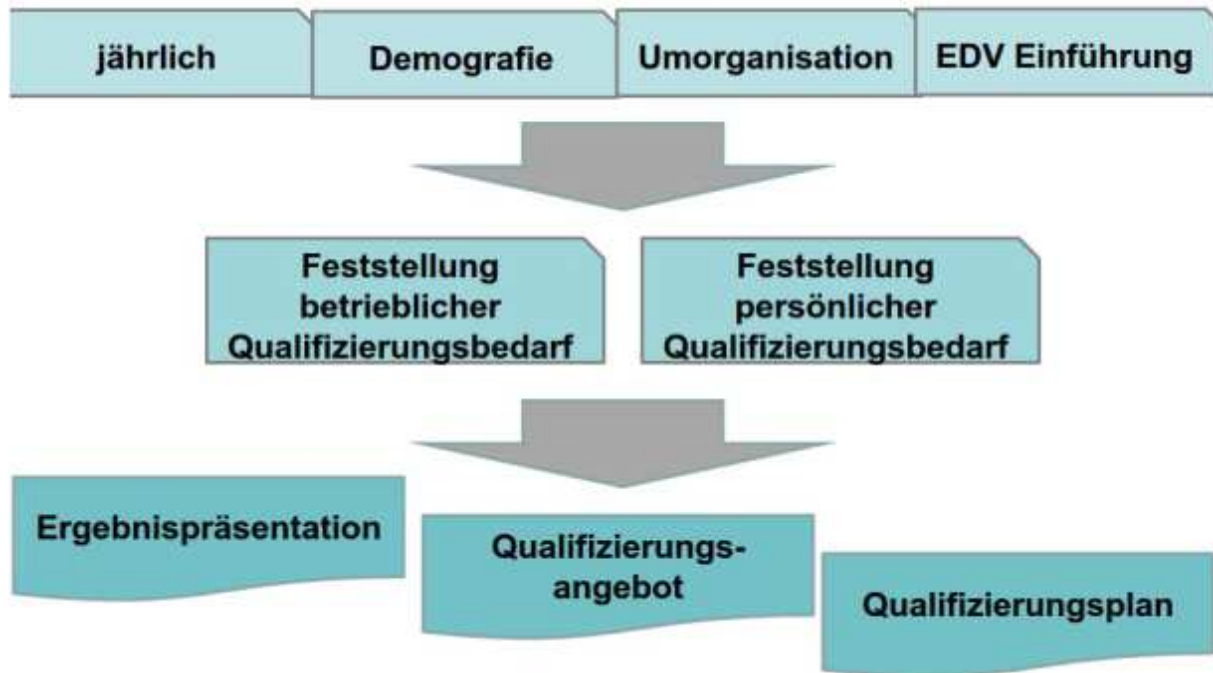 jährlich
Demografie
Umorganisation
EDV Einführung
Feststellung
betrieblicher
Qualifizierungsbedarf
Feststellung
persönlicher
Qualifizierungsbedarf
Ergebnispräsentation
Qualifizierungs-
angebot
Qualifizierungsplan